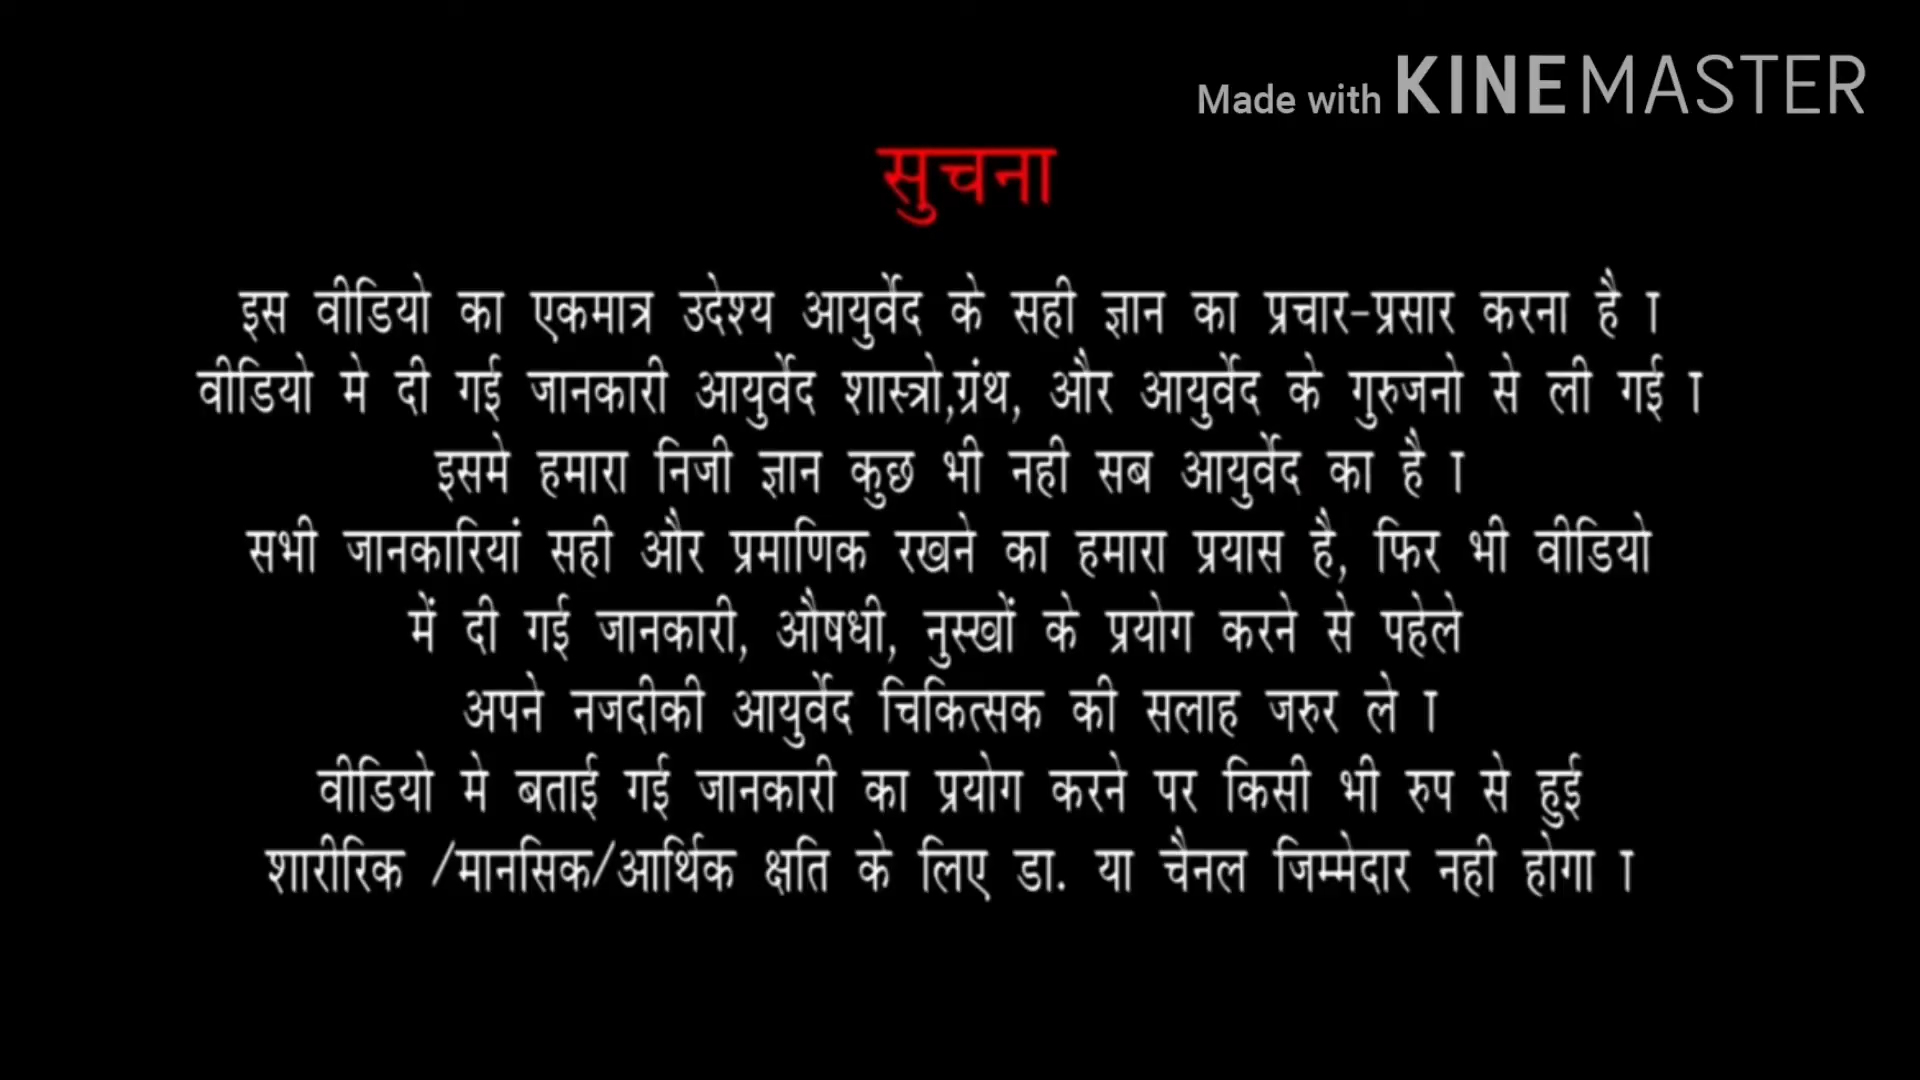 Made with KINEMASTER
सुचना
इस वीडियो का एकमात्र उदेश्य आयुर्वेद के सही ज्ञान का प्रचार-प्रसार करना है ा
वीडियो मे दी गई जानकारी आयुर्वेद शास्त्रो,ग्रंथ, और आयुर्वेद के गुरुजनो से ली गई ा
इसमे हमारा निजी ज्ञान कुछ भी नही सब आयुर्वेद का है ा
सभी जानकारियां सही और प्रमाणिक रखने का हमारा प्रयास है, फिर भी वीडियो
में दी गई जानकारी, औषधी, नुस्खों के प्रयोग करने से पहेले
अपने नजदीकी आयुर्वेद चिकित्सक की सलाह जरुर ले ा
वीडियो मे बताई गई जानकारी का प्रयोग करने पर किसी भी रुप से हुई
शारीरिक /मानसिक/आर्थिक क्षति के लिए डा. या चैनल जिम्मेदार नही होगा ा